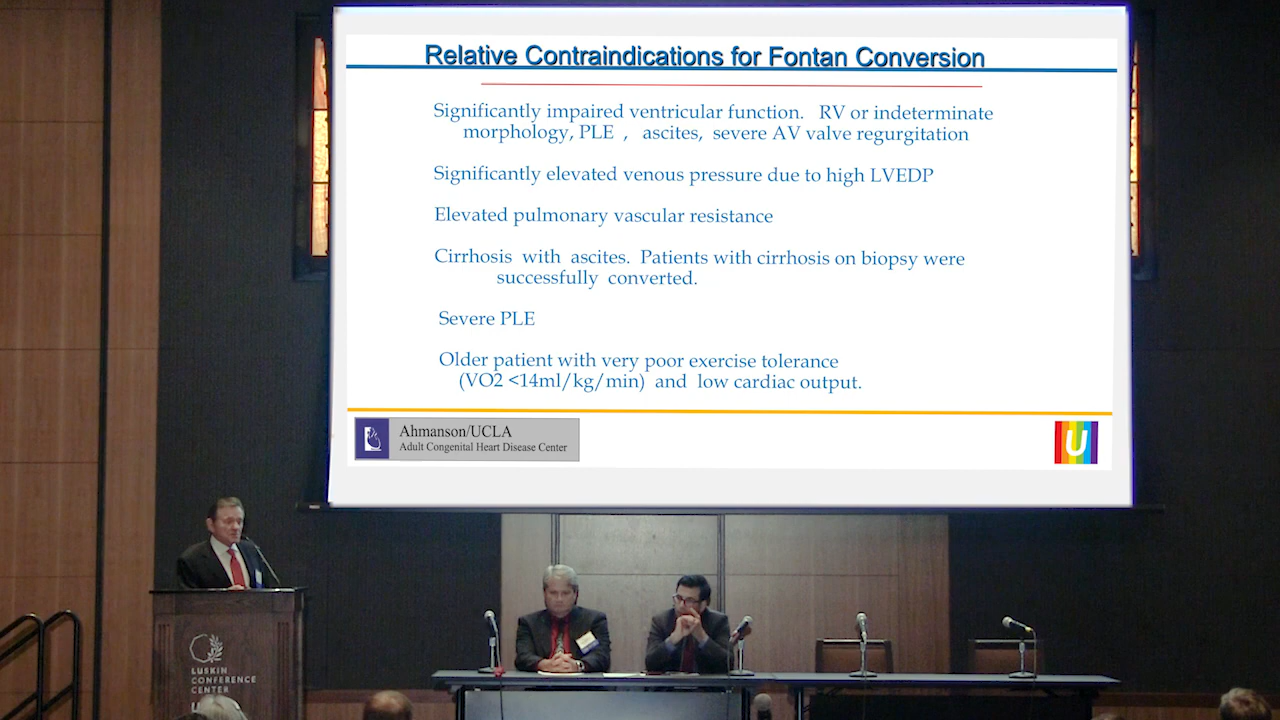 Relative Contraindications for Fontan Conversion
Significantly impaired ventricular function. RV or indeterminate
morphology, PLE , ascites, severe AV valve regurgitation
Significantly elevated venous pressure due to high LVEDP
Elevated pulmonary vascular resistance
Cirrhosis with ascites. Patients with cirrhosis on biopsy were
successfully converted.
Severe PLE
Older patient with very poor exercise tolerance
(VO2 <14ml/kg/min) and low cardiac output.
Ahmanson/UCLA
Adult Congenital Heart Disease Center
U
LUSKIN
CONFERENCE
CENTER